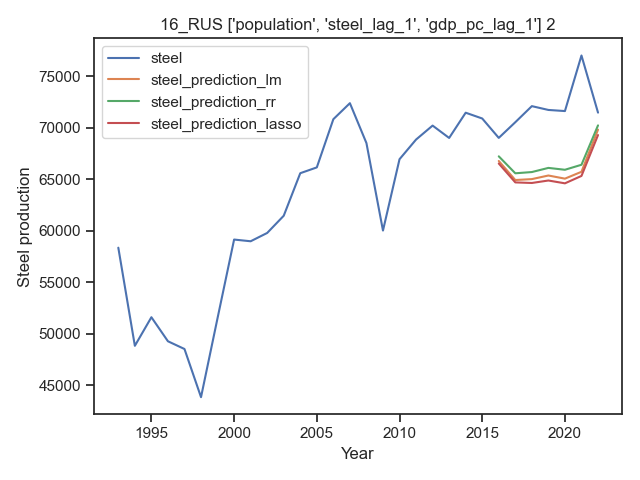 16_RUS ['population', 'steel_lag_1', 'gdp_pc_lag_1'] 2
steel
steel_prediction_lm
steel_prediction_rr
steel_prediction_lasso
Steel production
75000
70000
65000
60000
55000
50000
45000
1995 2000 2005 2010 2015 2020
Year